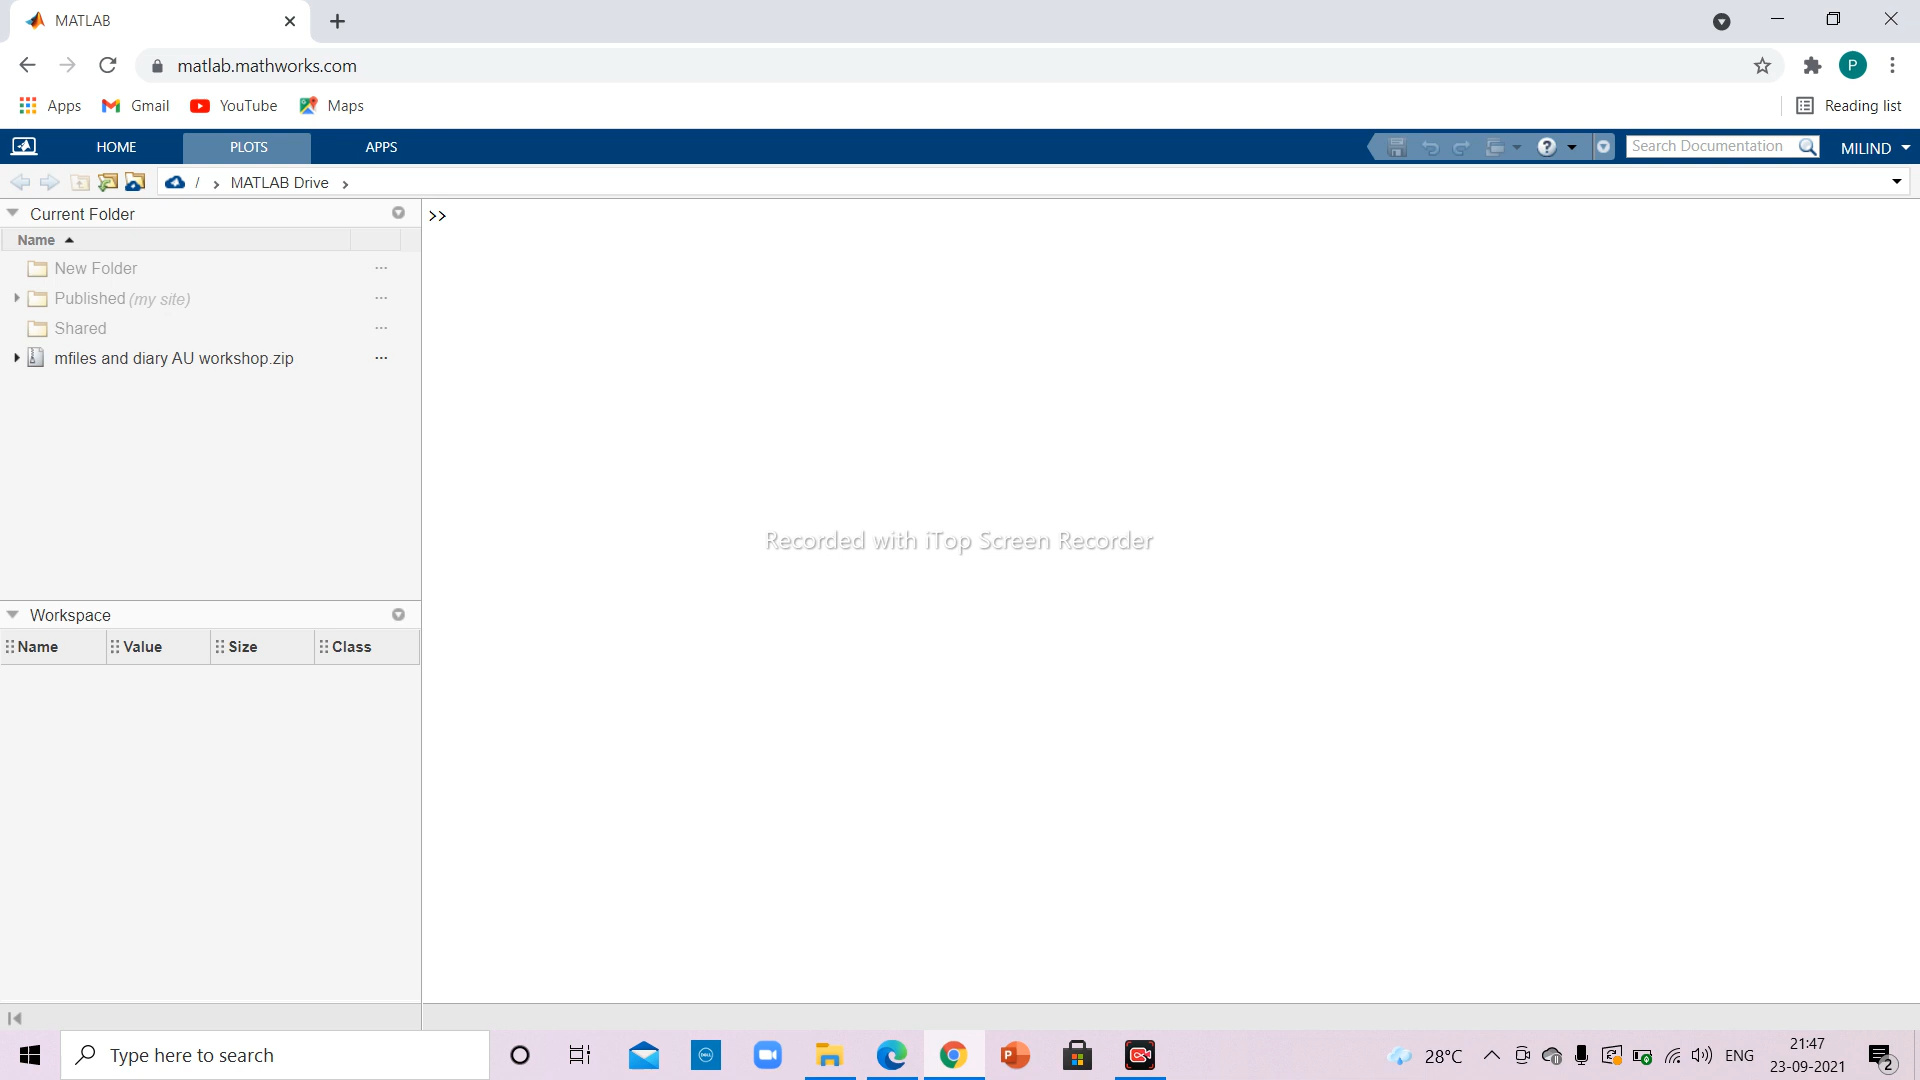 MATLAB
matlab.mathworks.com
Apps Gmail YouTube Maps Reading list
HOME PLOTS APPS Search Documentation MILIND
/ MATLAB Drive
Current Folder
>>
Name
New Folder
Published (my site)
Shared
mfiles and diary AU workshop.zip
Recorded with iTop Screen Recorder
Workspace
Name Value Size Class
Type here to search
28°C ENG
21:47
23-09-2021
2
P